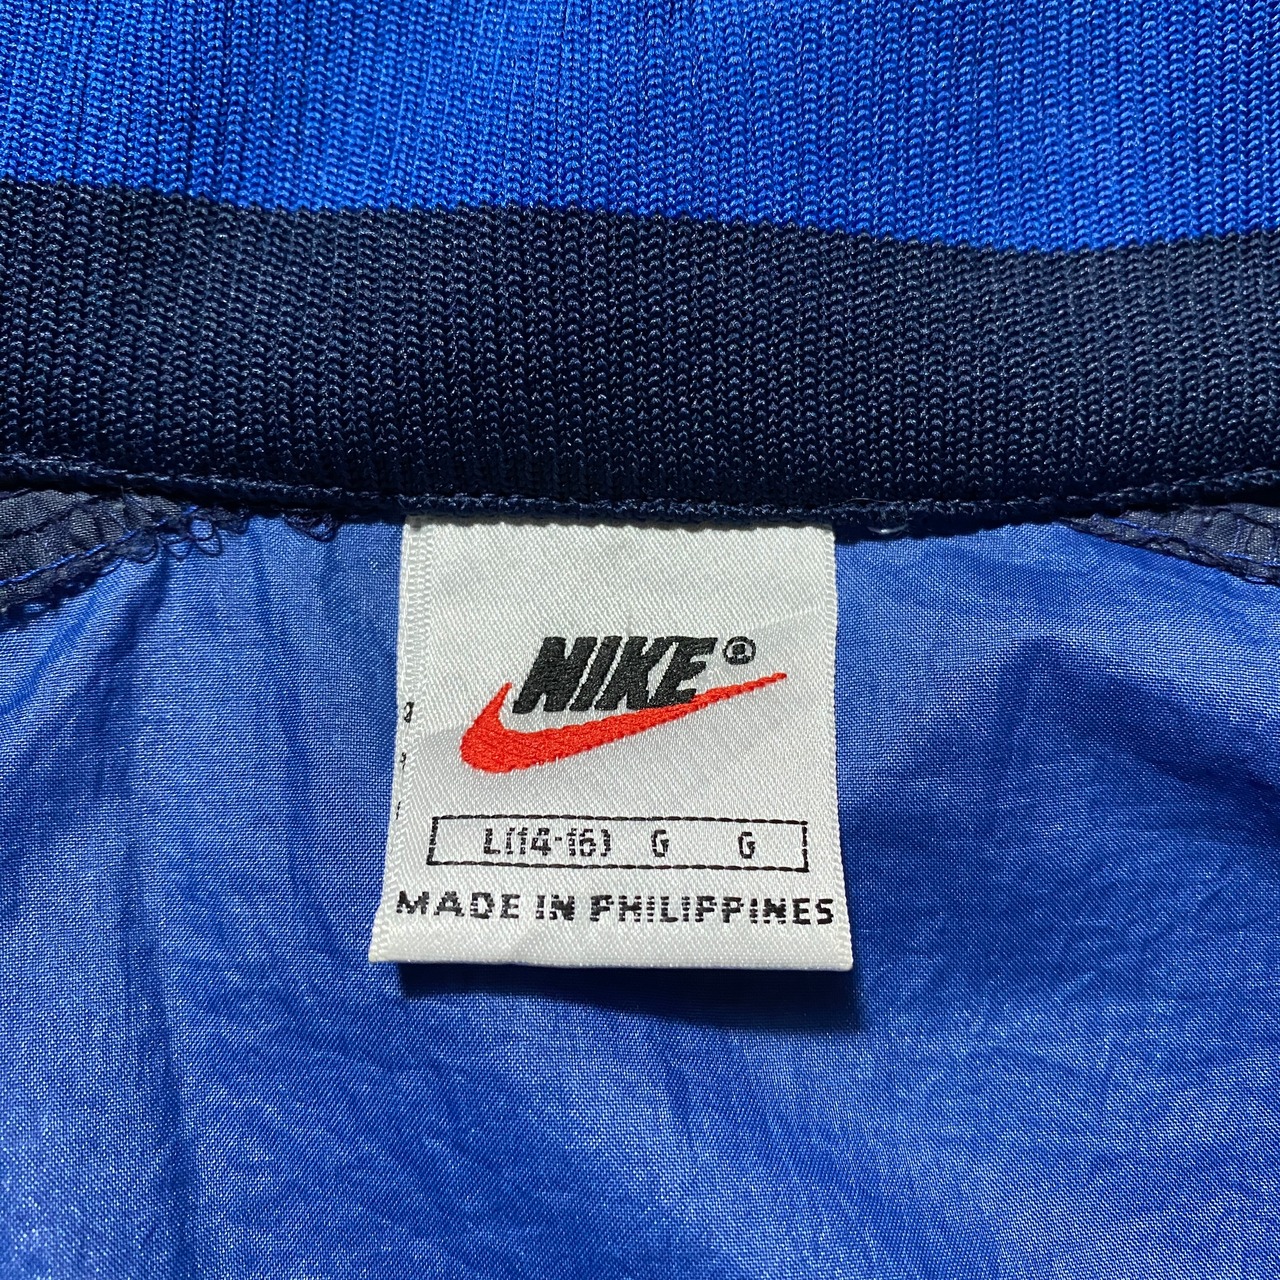 NIKE®
L(14-16) G G
MADE IN PHILIPPINES